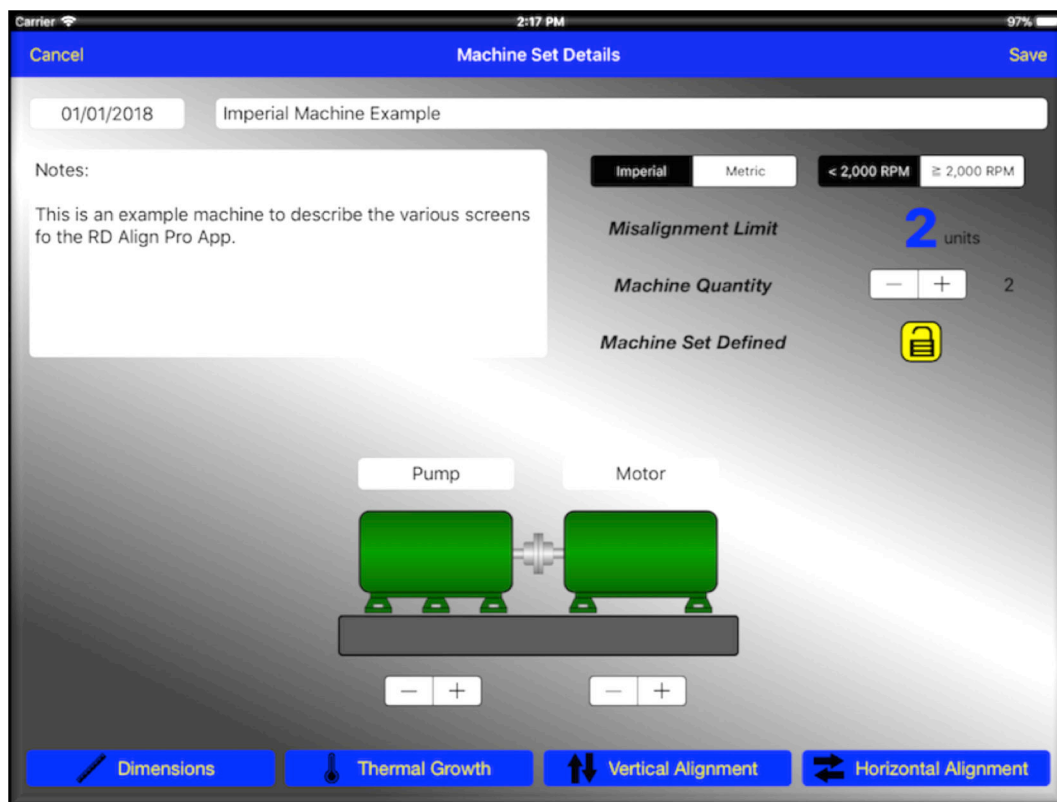 Carrier 2:17 PM 97%
Cancel Machine Set Details Save
01/01/2018 Imperial Machine Example
Notes:
This is an example machine to describe the various screens
fo the RD Align Pro App.
Imperial Metric < 2,000 RPM ≧ 2,000 RPM
Misalignment Limit 2 units
Machine Quantity − + 2
Machine Set Defined
Pump Motor
− + − +
Dimensions Thermal Growth Vertical Alignment Horizontal Alignment